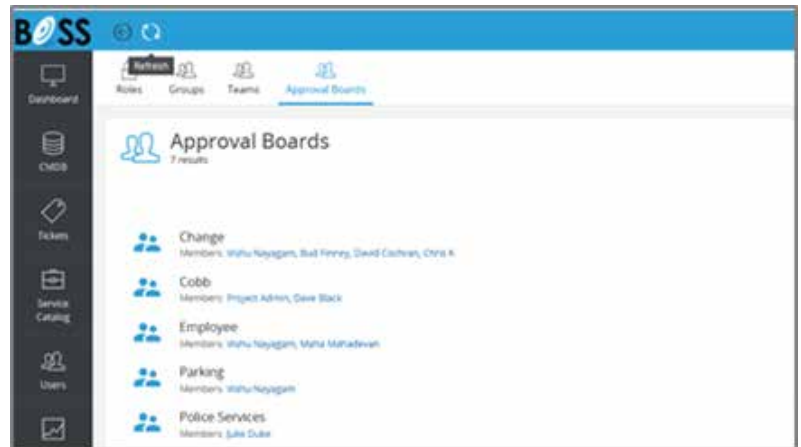 BOSS
Refresh
Dashboard
Roles Groups Teams Approval Boards
Approval Boards
7 results
CMDB
Tickets
Change
Members: Vishu Nayagam, Bud Finney, David Cochran, Chris K
Service
Catalog
Cobb
Members: Project Admin, Dave Black
Employee
Members: Vishu Nayagam, Maha Mahadevan
Users
Parking
Members: Vishu Nayagam
Police Services
Members: Julie Duke